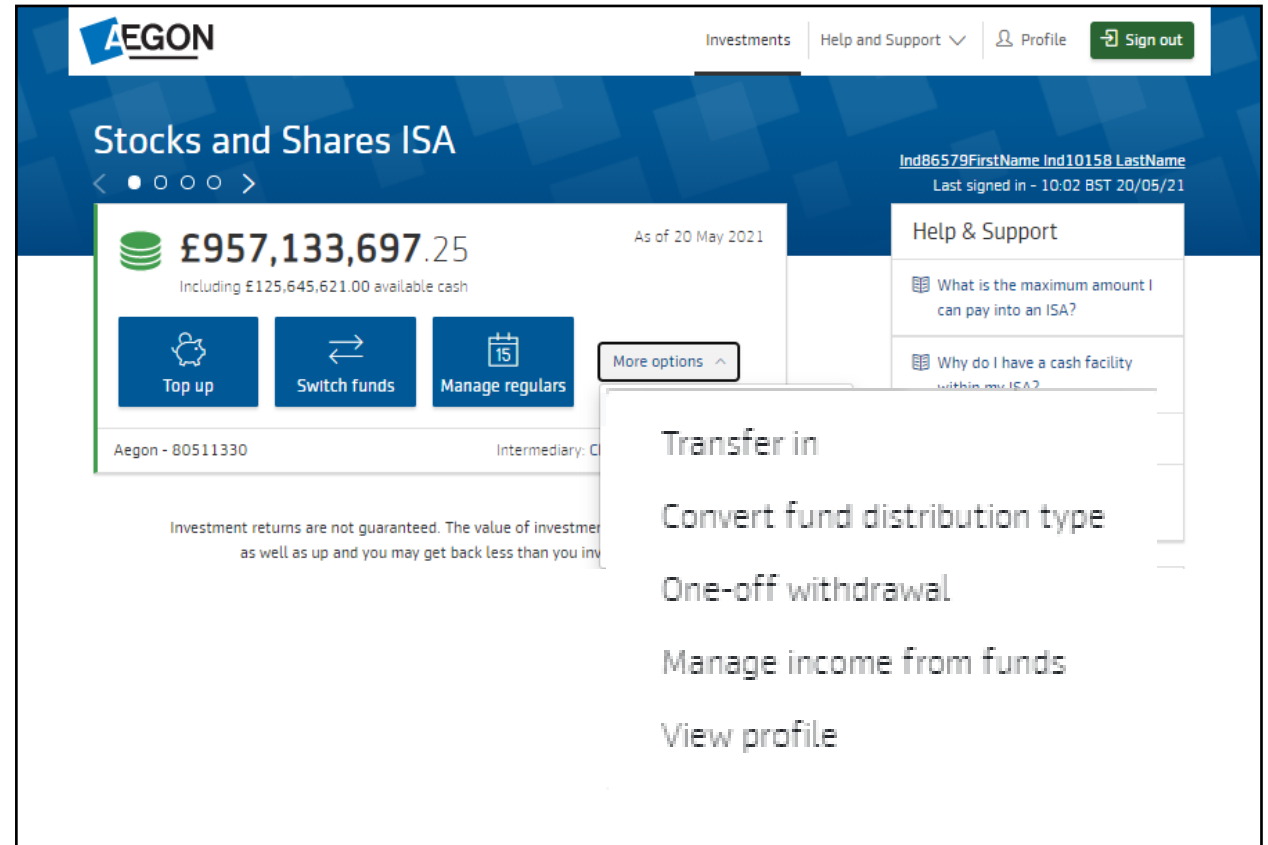 AEGON
Investments
Help and Support
Profile
Sign out
Stocks and Shares ISA
Ind86579FirstName Ind10158 LastName
Last signed in - 10:02 BST 20/05/21
£957,133,697.25
As of 20 May 2021
Including £125,645,621.00 available cash
Top up
Switch funds
15
Manage regulars
More options
Aegon - 80511330
Intermediary:
Help & Support
What is the maximum amount I
can pay into an ISA?
Why do I have a cash facility
within my ISA?
Transfer in
Convert fund distribution type
One-off withdrawal
Manage income from funds
View profile
Investment returns are not guaranteed. The value of
as well as up and you may get back less than you